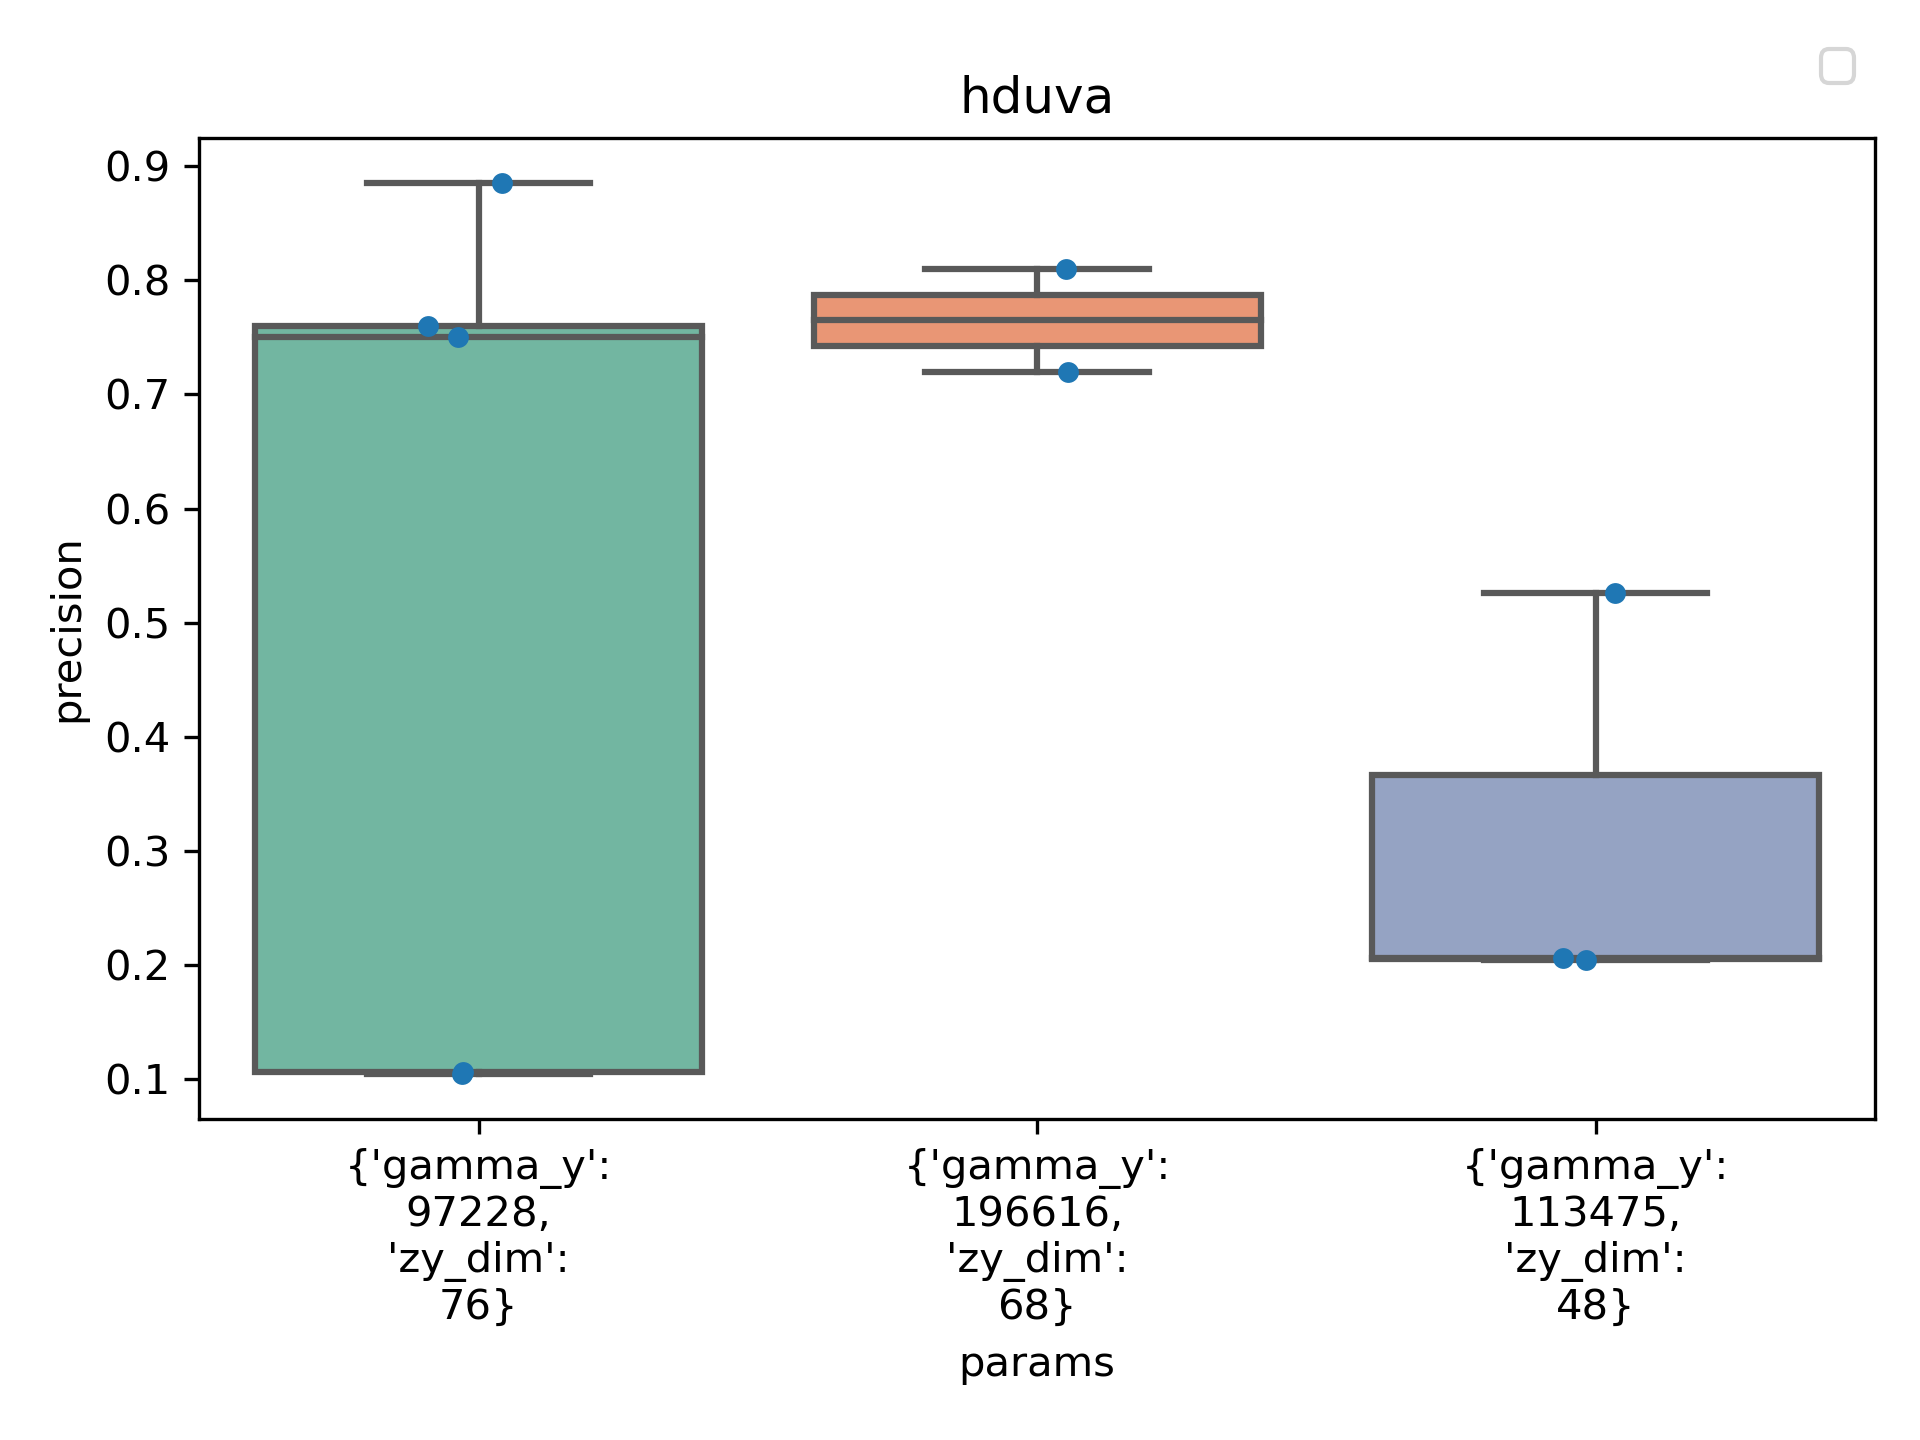 hduva
0.9
0.8
0.7
0.6
0.5
0.4
0.3
0.2
0.1
precision
{'gamma_y':
97228,
'zy_dim':
76}
{'gamma_y':
196616,
'zy_dim':
68}
{'gamma_y':
113475,
'zy_dim':
48}
params